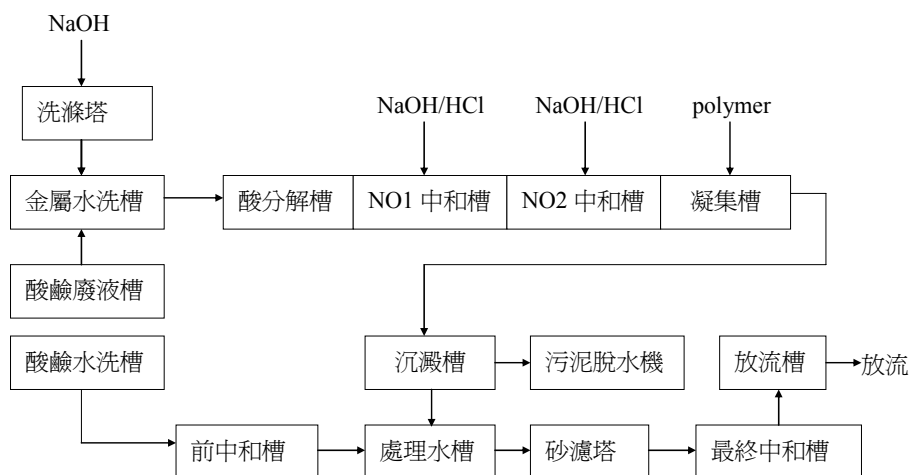 NaOH
洗滌塔
NaOH/HCl
NaOH/HCl
polymer
金屬水洗槽
酸分解槽
NO1 中和槽
NO2 中和槽
凝集槽
酸鹼廢液槽
酸鹼水洗槽
沉澱槽
污泥脫水機
放流槽
放流
前中和槽
處理水槽
砂濾塔
最終中和槽